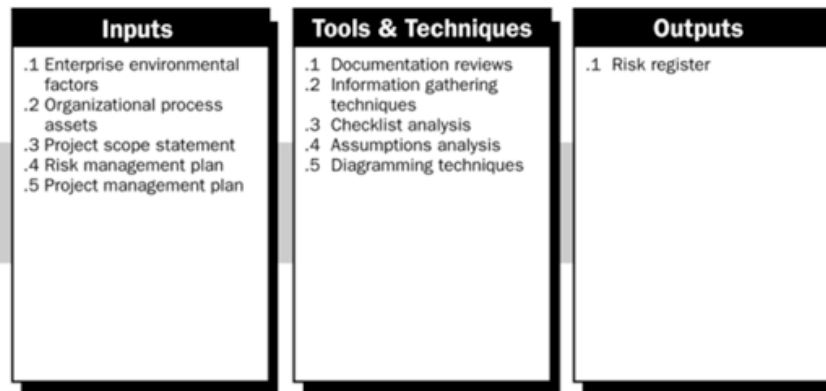 Inputs
.1 Enterprise environmental
factors
.2 Organizational process
assets
.3 Project scope statement
.4 Risk management plan
.5 Project management plan
Tools & Techniques
.1 Documentation reviews
.2 Information gathering
techniques
.3 Checklist analysis
.4 Assumptions analysis
.5 Diagramming techniques
Outputs
.1 Risk register